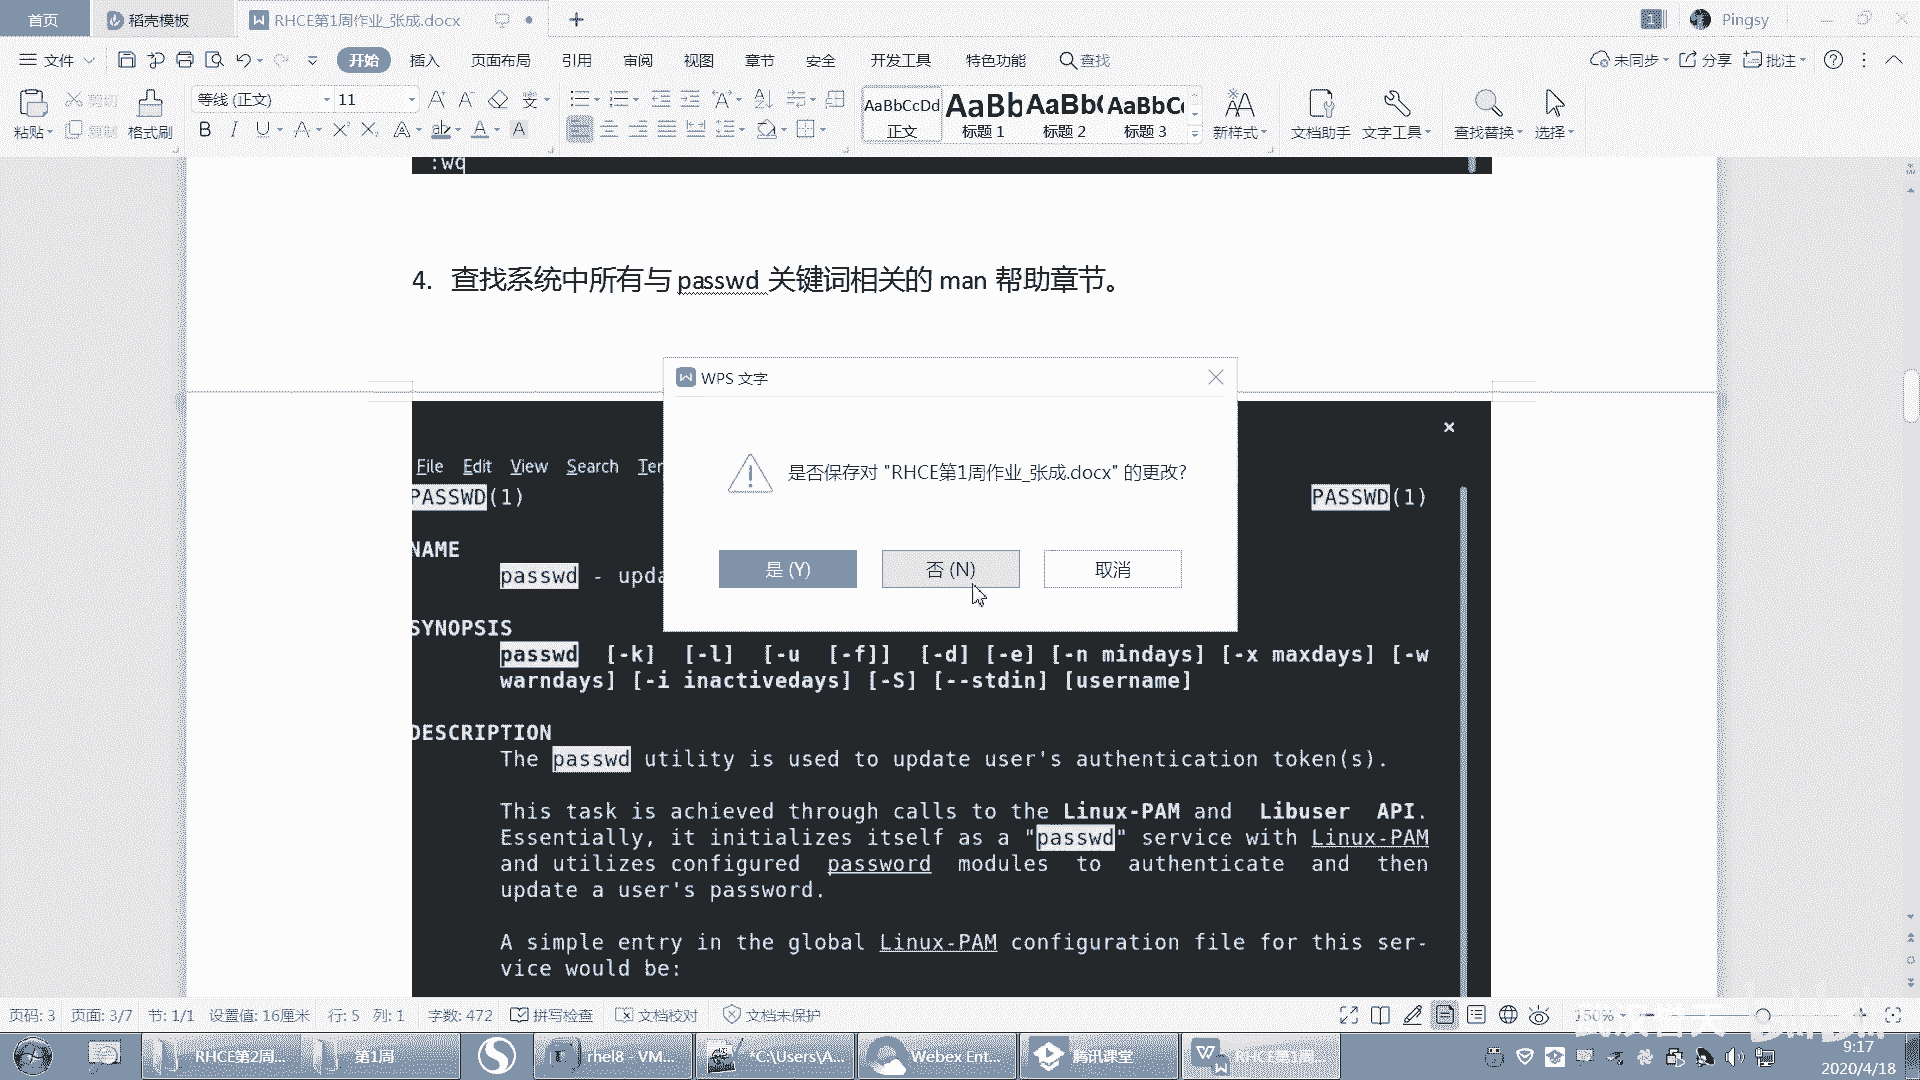 首页
稻壳模板
RHCE第1周作业_张成.docx
1
Pingsy
文件
开始
插入
页面布局
引用
审阅
视图
章节
安全
开发工具
特色功能
查找
未同步
分享
批注
粘贴
剪切
复制
格式刷
等线 (正文)
11
AaBbCcDd
正文
标题 1
标题 2
标题 3
新样式
文档助手
文字工具
查找替换
选择
:wq
4. 查找系统中所有与 passwd 关键词相关的 man 帮助章节。
WPS 文字
是否保存对 "RHCE第1周作业_张成.docx" 的更改?
是 (Y)
否 (N)
取消
File Edit View Search
PASSWD(1) PASSWD(1)
NAME
passwd -
SYNOPSIS
passwd [-k] [-l] [-u [-f]] [-d] [-e] [-n mindays] [-x maxdays] [-w
warndays] [-i inactivedays] [-S] [--stdin] [username]
DESCRIPTION
The passwd utility is used to update user's authentication token(s).
This task is achieved through calls to the Linux-PAM and Libuser API.
Essentially, it initializes itself as a "passwd" service with Linux-PAM
and utilizes configured password modules to authenticate and then
update a user's password.
A simple entry in the global Linux-PAM configuration file for this ser-
vice would be:
页码: 3
页面: 3/7
节: 1/1
设置值: 16厘米
行: 5
列: 1
字数: 472
拼写检查
文档校对
文档未保护
150%
RHCE第2周...
第1周
rhel8 - VM...
*C:\Users\A...
Webex Ent...
腾讯课堂
RHCE第1周...
9:17
2020/4/18